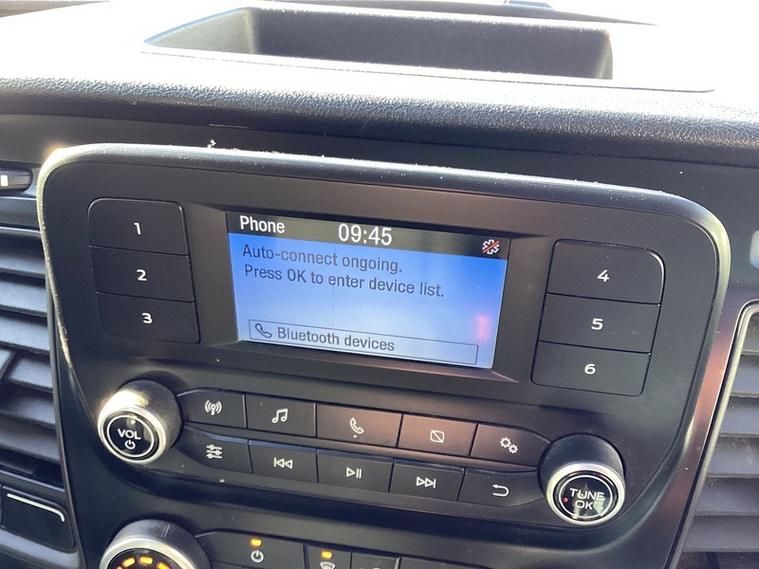 Phone 09:45
Auto-connect ongoing.
Press OK to enter device list.
Bluetooth devices
1
2
3
4
5
6
VOL
TUNE
OK